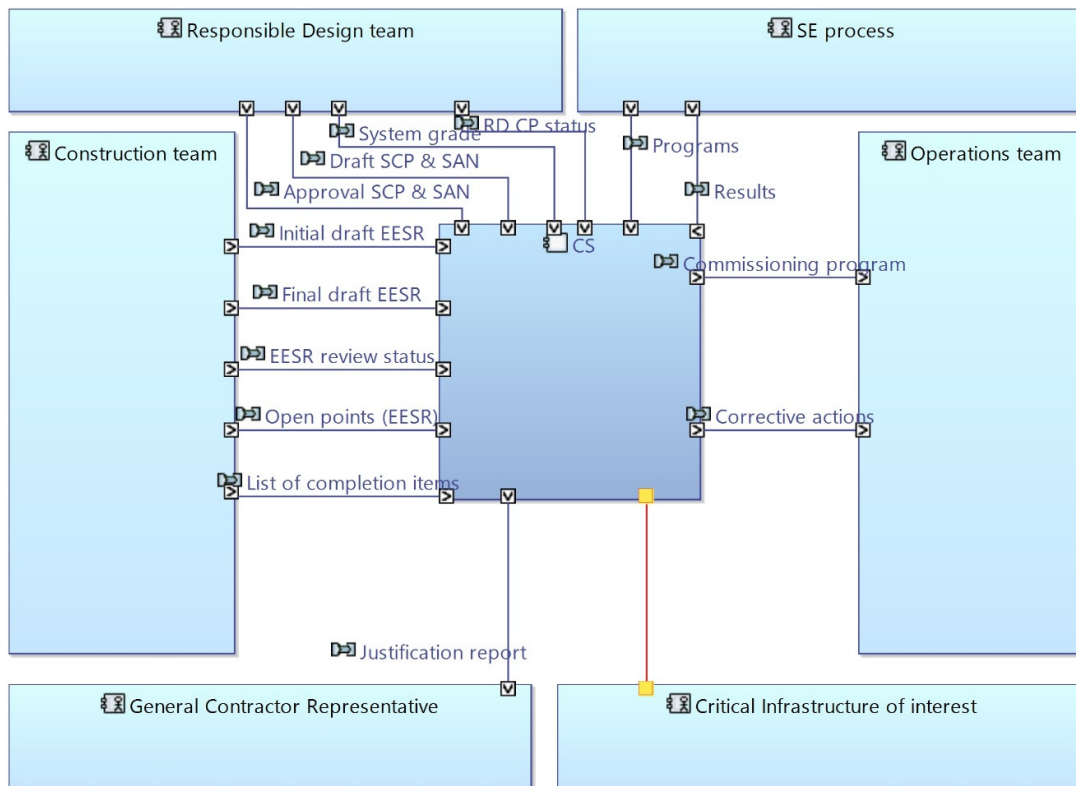 Responsible Design team
SE process
Construction team
System grade
RD CP status
Programs
Operations team
Draft SCP & SAN
Approval SCP & SAN
Results
Initial draft EESR
CS
Commissioning program
Final draft EESR
EESR review status
Open points (EESR)
Corrective actions
List of completion items
Justification report
General Contractor Representative
Critical Infrastructure of interest